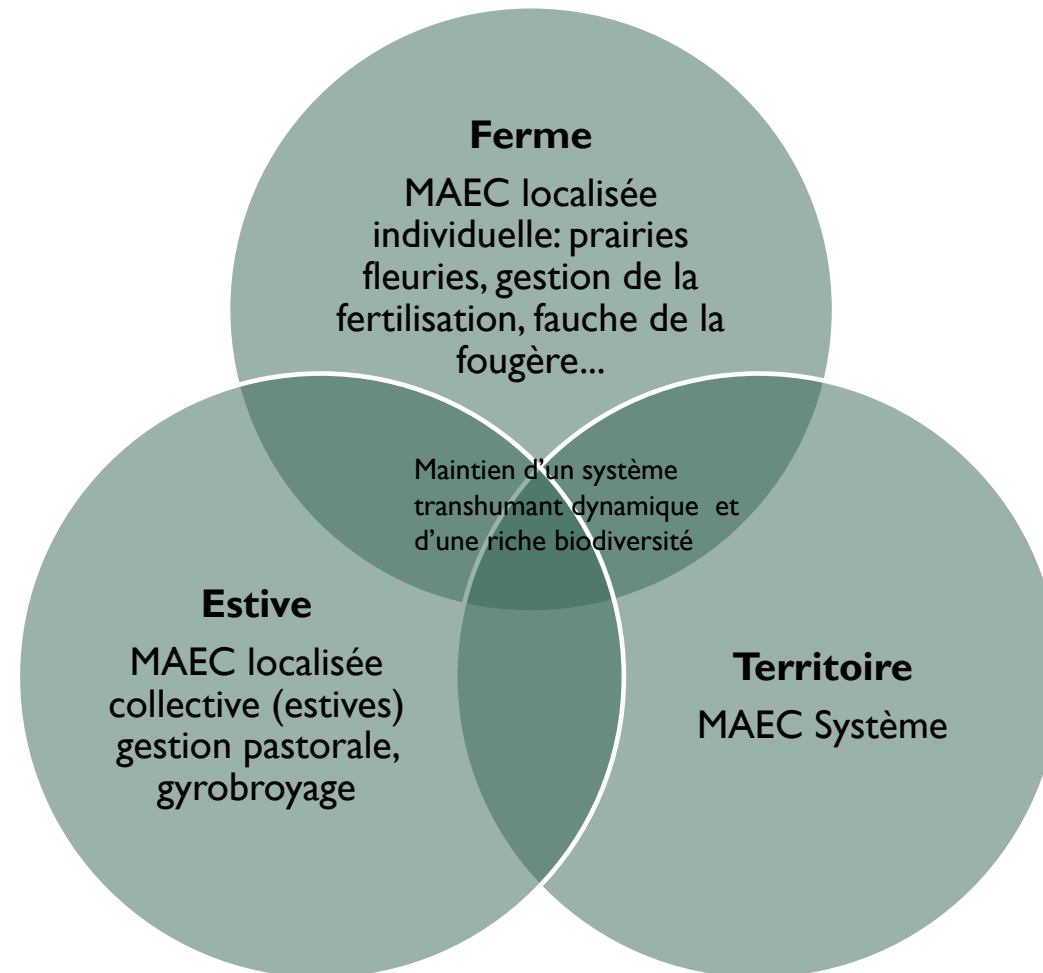 Ferme
MAEC localisée
individuelle: prairies
fleuries, gestion de la
fertilisation, fauche de la
fougère...
Maintien d'un système
transhumant dynamique et
d'une riche biodiversité
Estive
MAEC localisée
collective (estives)
gestion pastorale,
gyrobroyage
Territoire
MAEC Système